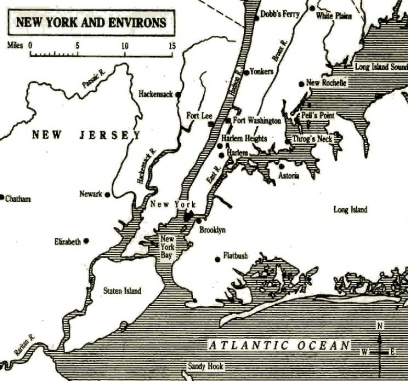 NEW YORK AND ENVIRONS
Miles 0 5 10 15
Dobb's Ferry
White Plains
Bronx R.
Hudson R.
Long Island Sound
Passaic R.
Yonkers
New Rochelle
Hackensack
Pell's Point
Fort Lee
Fort Washington
NEW JERSEY
Harlem Heights
Throg's Neck
Harlem
Hackensack R.
East R.
Astoria
Chatham
Newark
New York
Long Island
Brooklyn
Elizabeth
New
York
Bay
Flatbush
Staten Island
N
Raritan R.
ATLANTIC OCEAN
W E
Sandy Hook
S